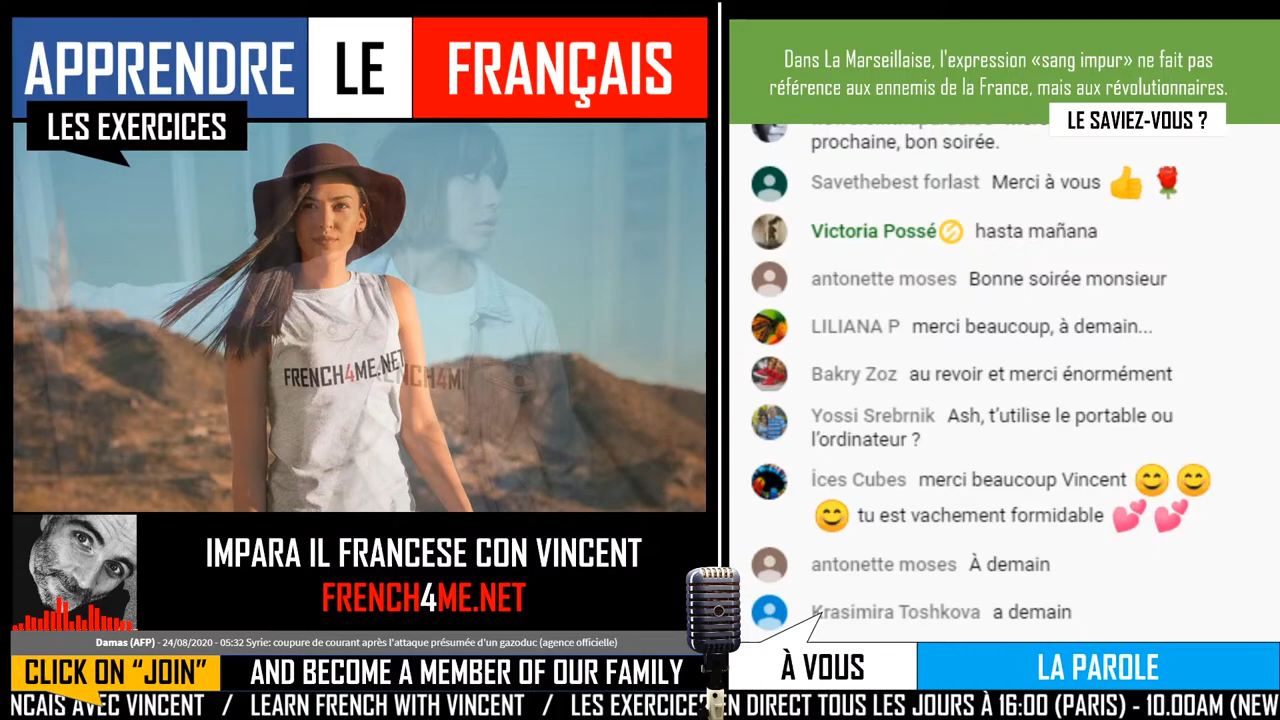 APPRENDRE LE FRANÇAIS
LES EXERCICES
FRENCH4ME.NET
IMPARA IL FRANCESE CON VINCENT
FRENCH4ME.NET
Damas (AFP) - 24/08/2020 - 05:32 Syrie: coupure de courant après l'attaque présumée d'un gazoduc (agence officielle)
CLICK ON “JOIN” AND BECOME A MEMBER OF OUR FAMILY
Dans La Marseillaise, l'expression «sang impur» ne fait pas
référence aux ennemis de la France, mais aux révolutionnaires.
LE SAVIEZ-VOUS ?
prochaine, bon soirée.
Savethebest forlast Merci à vous 👍 🌹
Victoria Possé hasta mañana
antonette moses Bonne soirée monsieur
LILIANA P merci beaucoup, à demain...
Bakry Zoz au revoir et merci énormément
Yossi Srebrnik Ash, t’utilise le portable ou
l’ordinateur ?
İces Cubes merci beaucoup Vincent 😊 😊
😊 tu est vachement formidable 💕 💕
antonette moses À demain
Krasimira Toshkova a demain
À VOUS LA PAROLE
CAIS AVEC VINCENT / LEARN FRENCH WITH VINCENT / LES EXERCICES EN DIRECT TOUS LES JOURS À 16:00 (PARIS) - 10.00AM (NEW